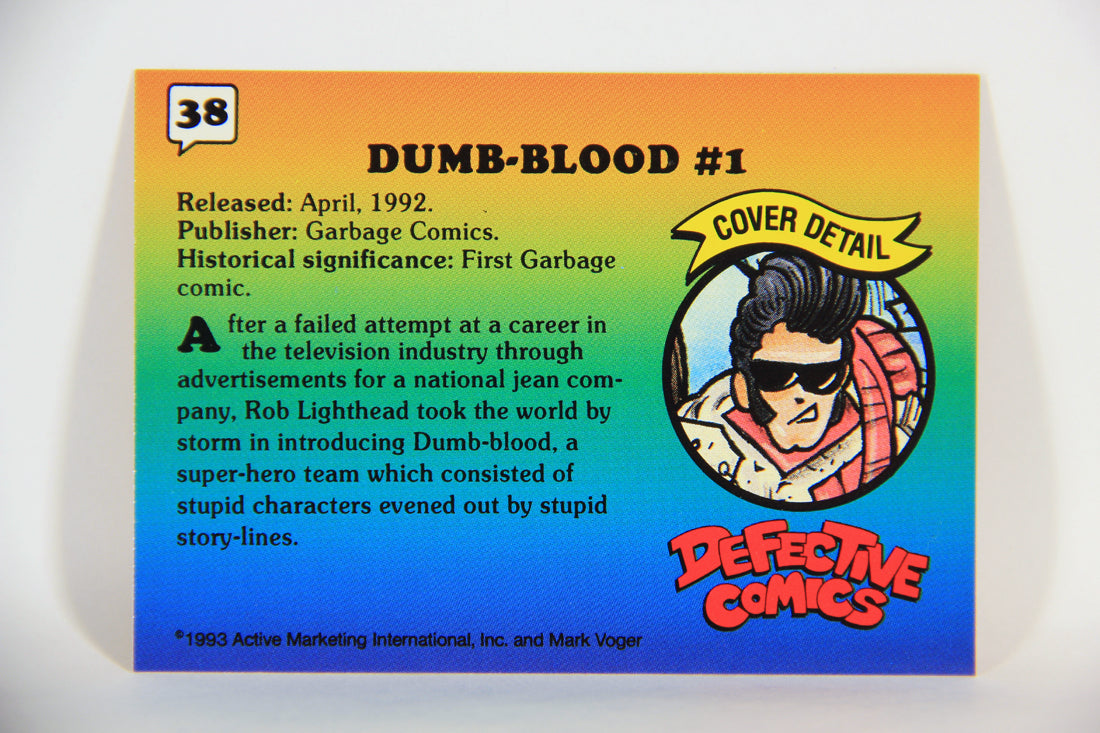 38
DUMB-BLOOD #1
Released: April, 1992.
Publisher: Garbage Comics.
Historical significance: First Garbage
comic.
After a failed attempt at a career in
the television industry through
advertisements for a national jean com-
pany, Rob Lighthead took the world by
storm in introducing Dumb-blood, a
super-hero team which consisted of
stupid characters evened out by stupid
story-lines.
COVER DETAIL
DEFECTIVE
COMICS
©1993 Active Marketing International, Inc. and Mark Voger